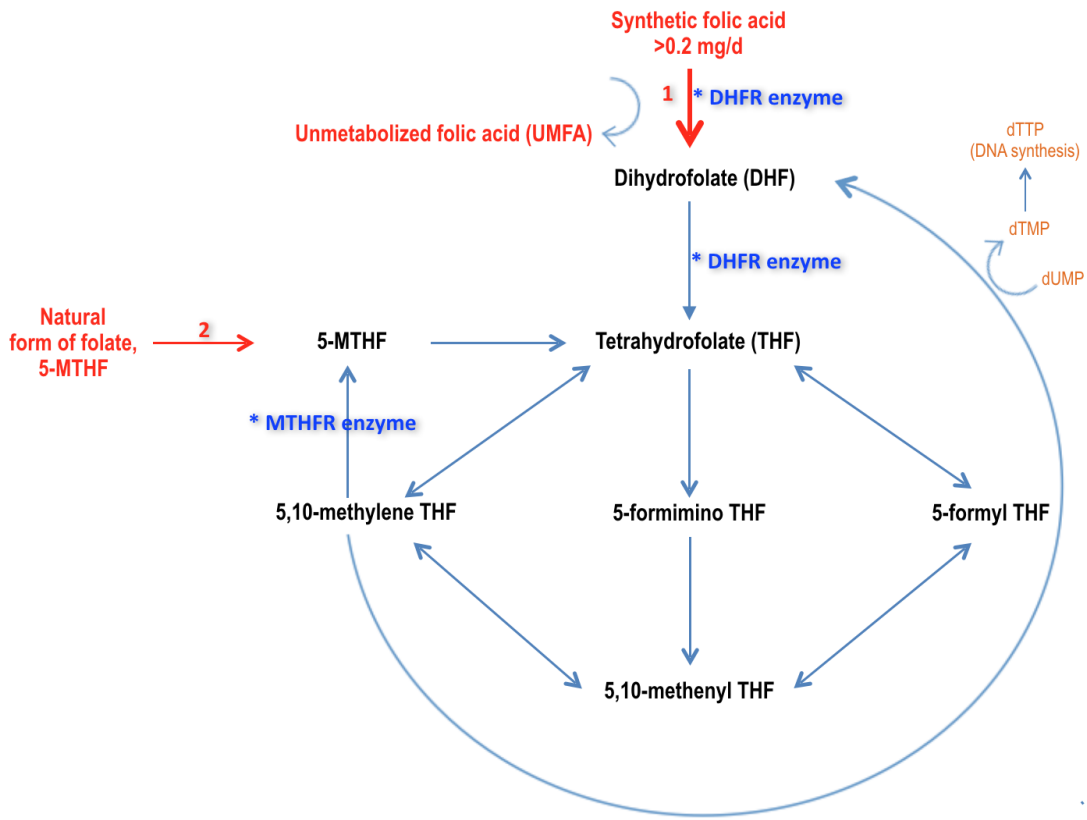 Synthetic folic acid
>0.2 mg/d
1
* DHFR enzyme
Unmetabolized folic acid (UMFA)
dTTP
(DNA synthesis)
Dihydrofolate (DHF)
dTMP
* DHFR enzyme
dUMP
Natural
form of folate,
5-MTHF
2
5-MTHF
Tetrahydrofolate (THF)
* MTHFR enzyme
5,10-methylene THF
5-formimino THF
5-formyl THF
5,10-methenyl THF
.